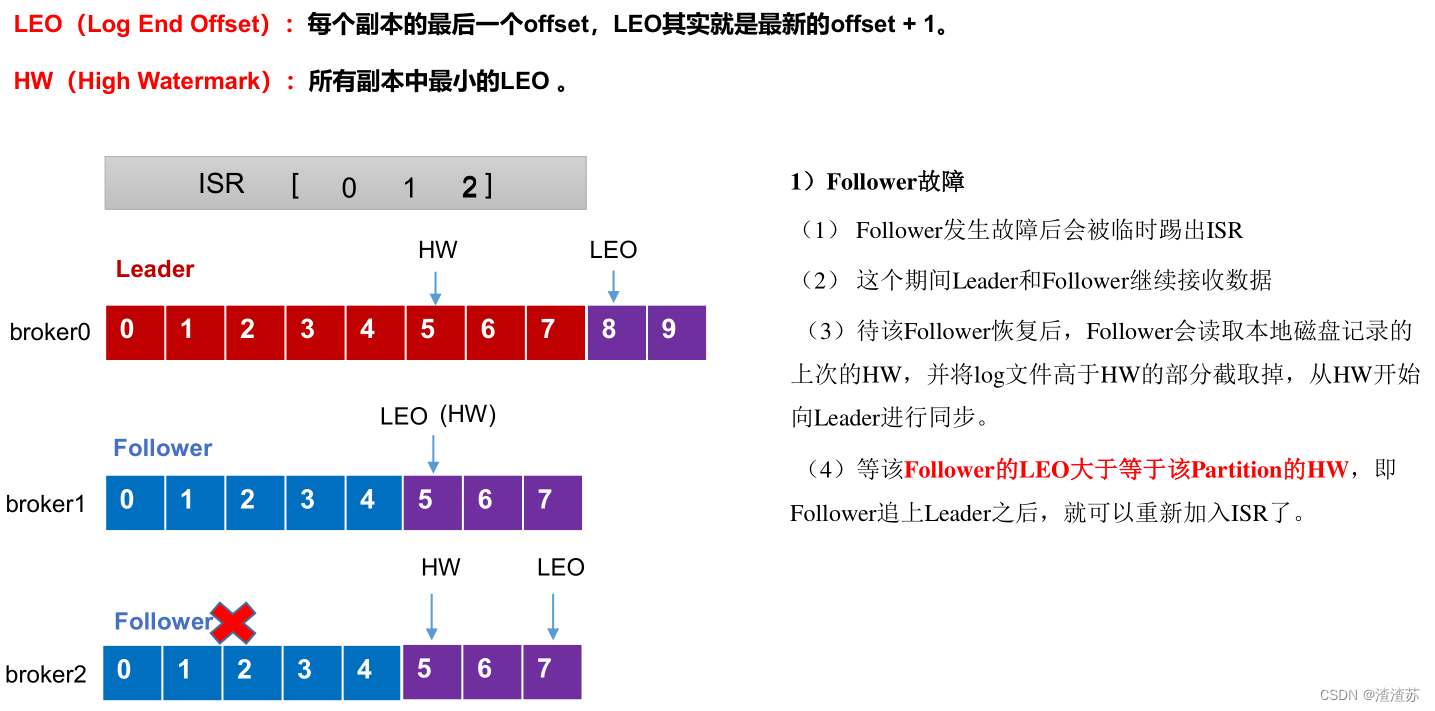 LEO（Log End Offset）：每个副本的最后一个offset，LEO其实就是最新的offset + 1。
HW（High Watermark）：所有副本中最小的LEO 。
ISR [ 0 1 2 ]
HW LEO
Leader
broker0 0 1 2 3 4 5 6 7 8 9
LEO (HW)
Follower
broker1 0 1 2 3 4 5 6 7
HW LEO
Follower
broker2 0 1 2 3 4 5 6 7
1）Follower故障
（1） Follower发生故障后会被临时踢出ISR
（2） 这个期间Leader和Follower继续接收数据
（3）待该Follower恢复后，Follower会读取本地磁盘记录的
上次的HW，并将log文件高于HW的部分截取掉，从HW开始
向Leader进行同步。
（4）等该Follower的LEO大于等于该Partition的HW，即
Follower追上Leader之后，就可以重新加入ISR了。
CSDN @渣渣苏